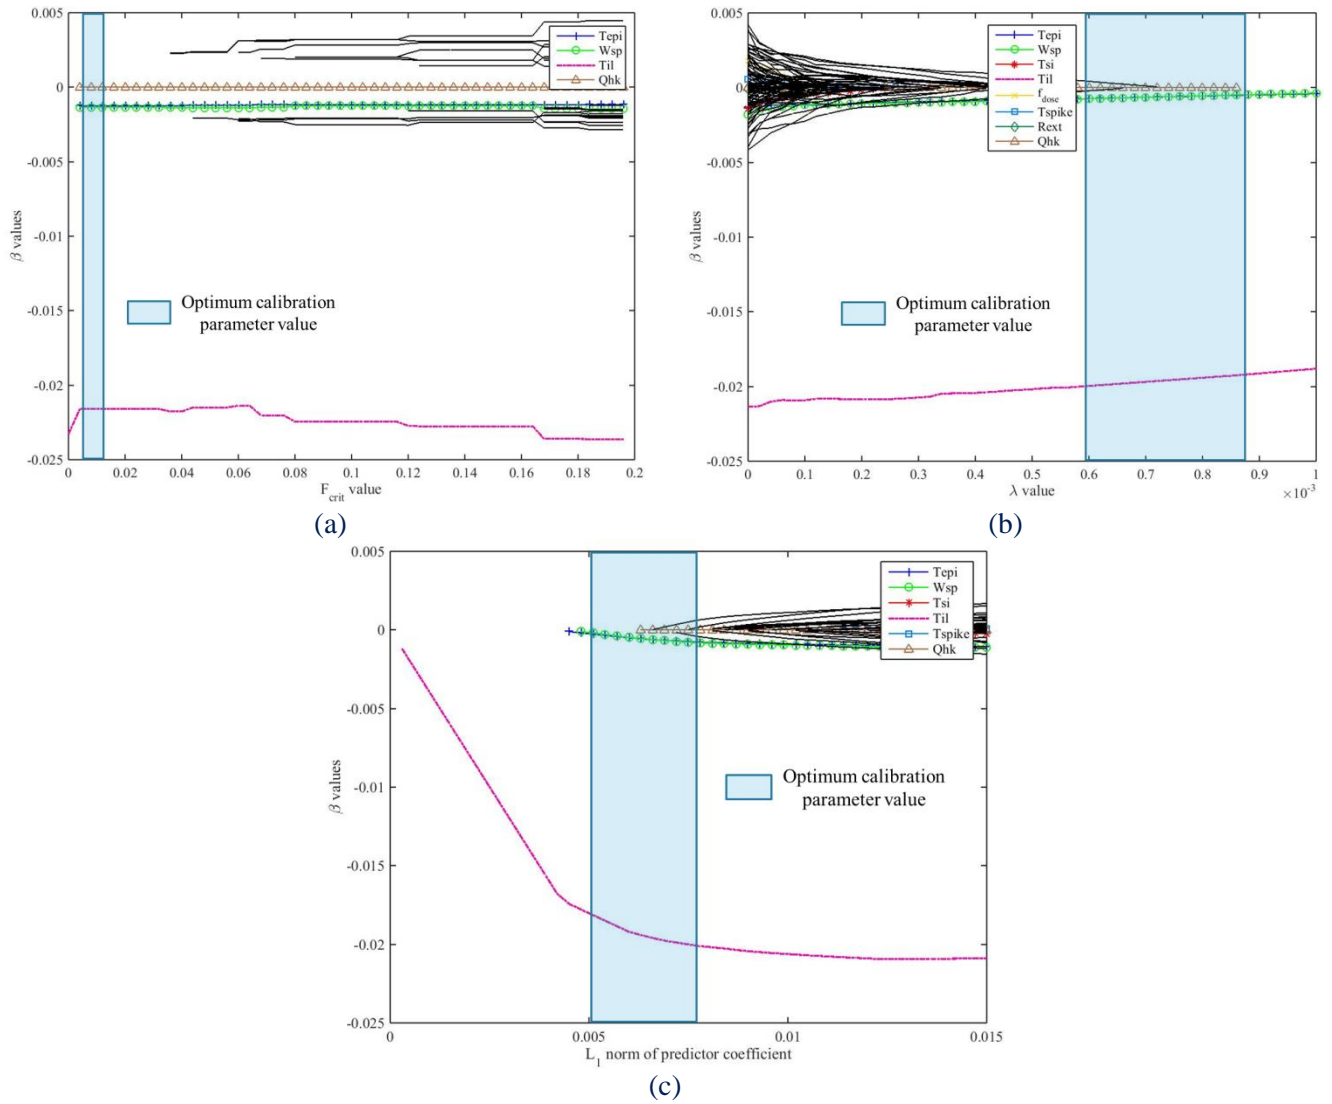 0.005
0
-0.005
-0.01
-0.015
-0.02
-0.025
β values
Tepi
Wsp
Til
Qhk
Optimum calibration
parameter value
0 0.02 0.04 0.06 0.08 0.1 0.12 0.14 0.16 0.18 0.2
F_crit value
(a)
0.005
0
-0.005
-0.01
-0.015
-0.02
-0.025
β values
Tepi
Wsp
Tsi
Til
f_dose
Tspike
Rext
Qhk
Optimum calibration
parameter value
0 0.1 0.2 0.3 0.4 0.5 0.6 0.7 0.8 0.9 1
λ value
×10^-3
(b)
0.005
0
-0.005
-0.01
-0.015
-0.02
-0.025
β values
Tepi
Wsp
Tsi
Til
Tspike
Qhk
Optimum calibration
parameter value
0 0.005 0.01 0.015
L_1 norm of predictor coefficient
(c)